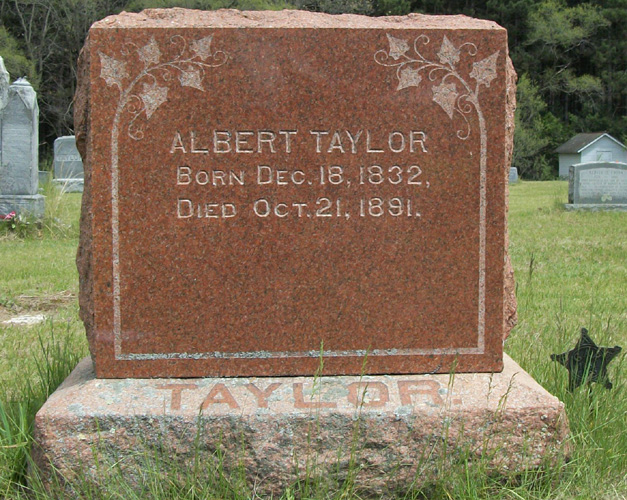 ALBERT TAYLOR
BORN DEC. 18, 1832,
DIED OCT. 21, 1891.
TAYLOR.